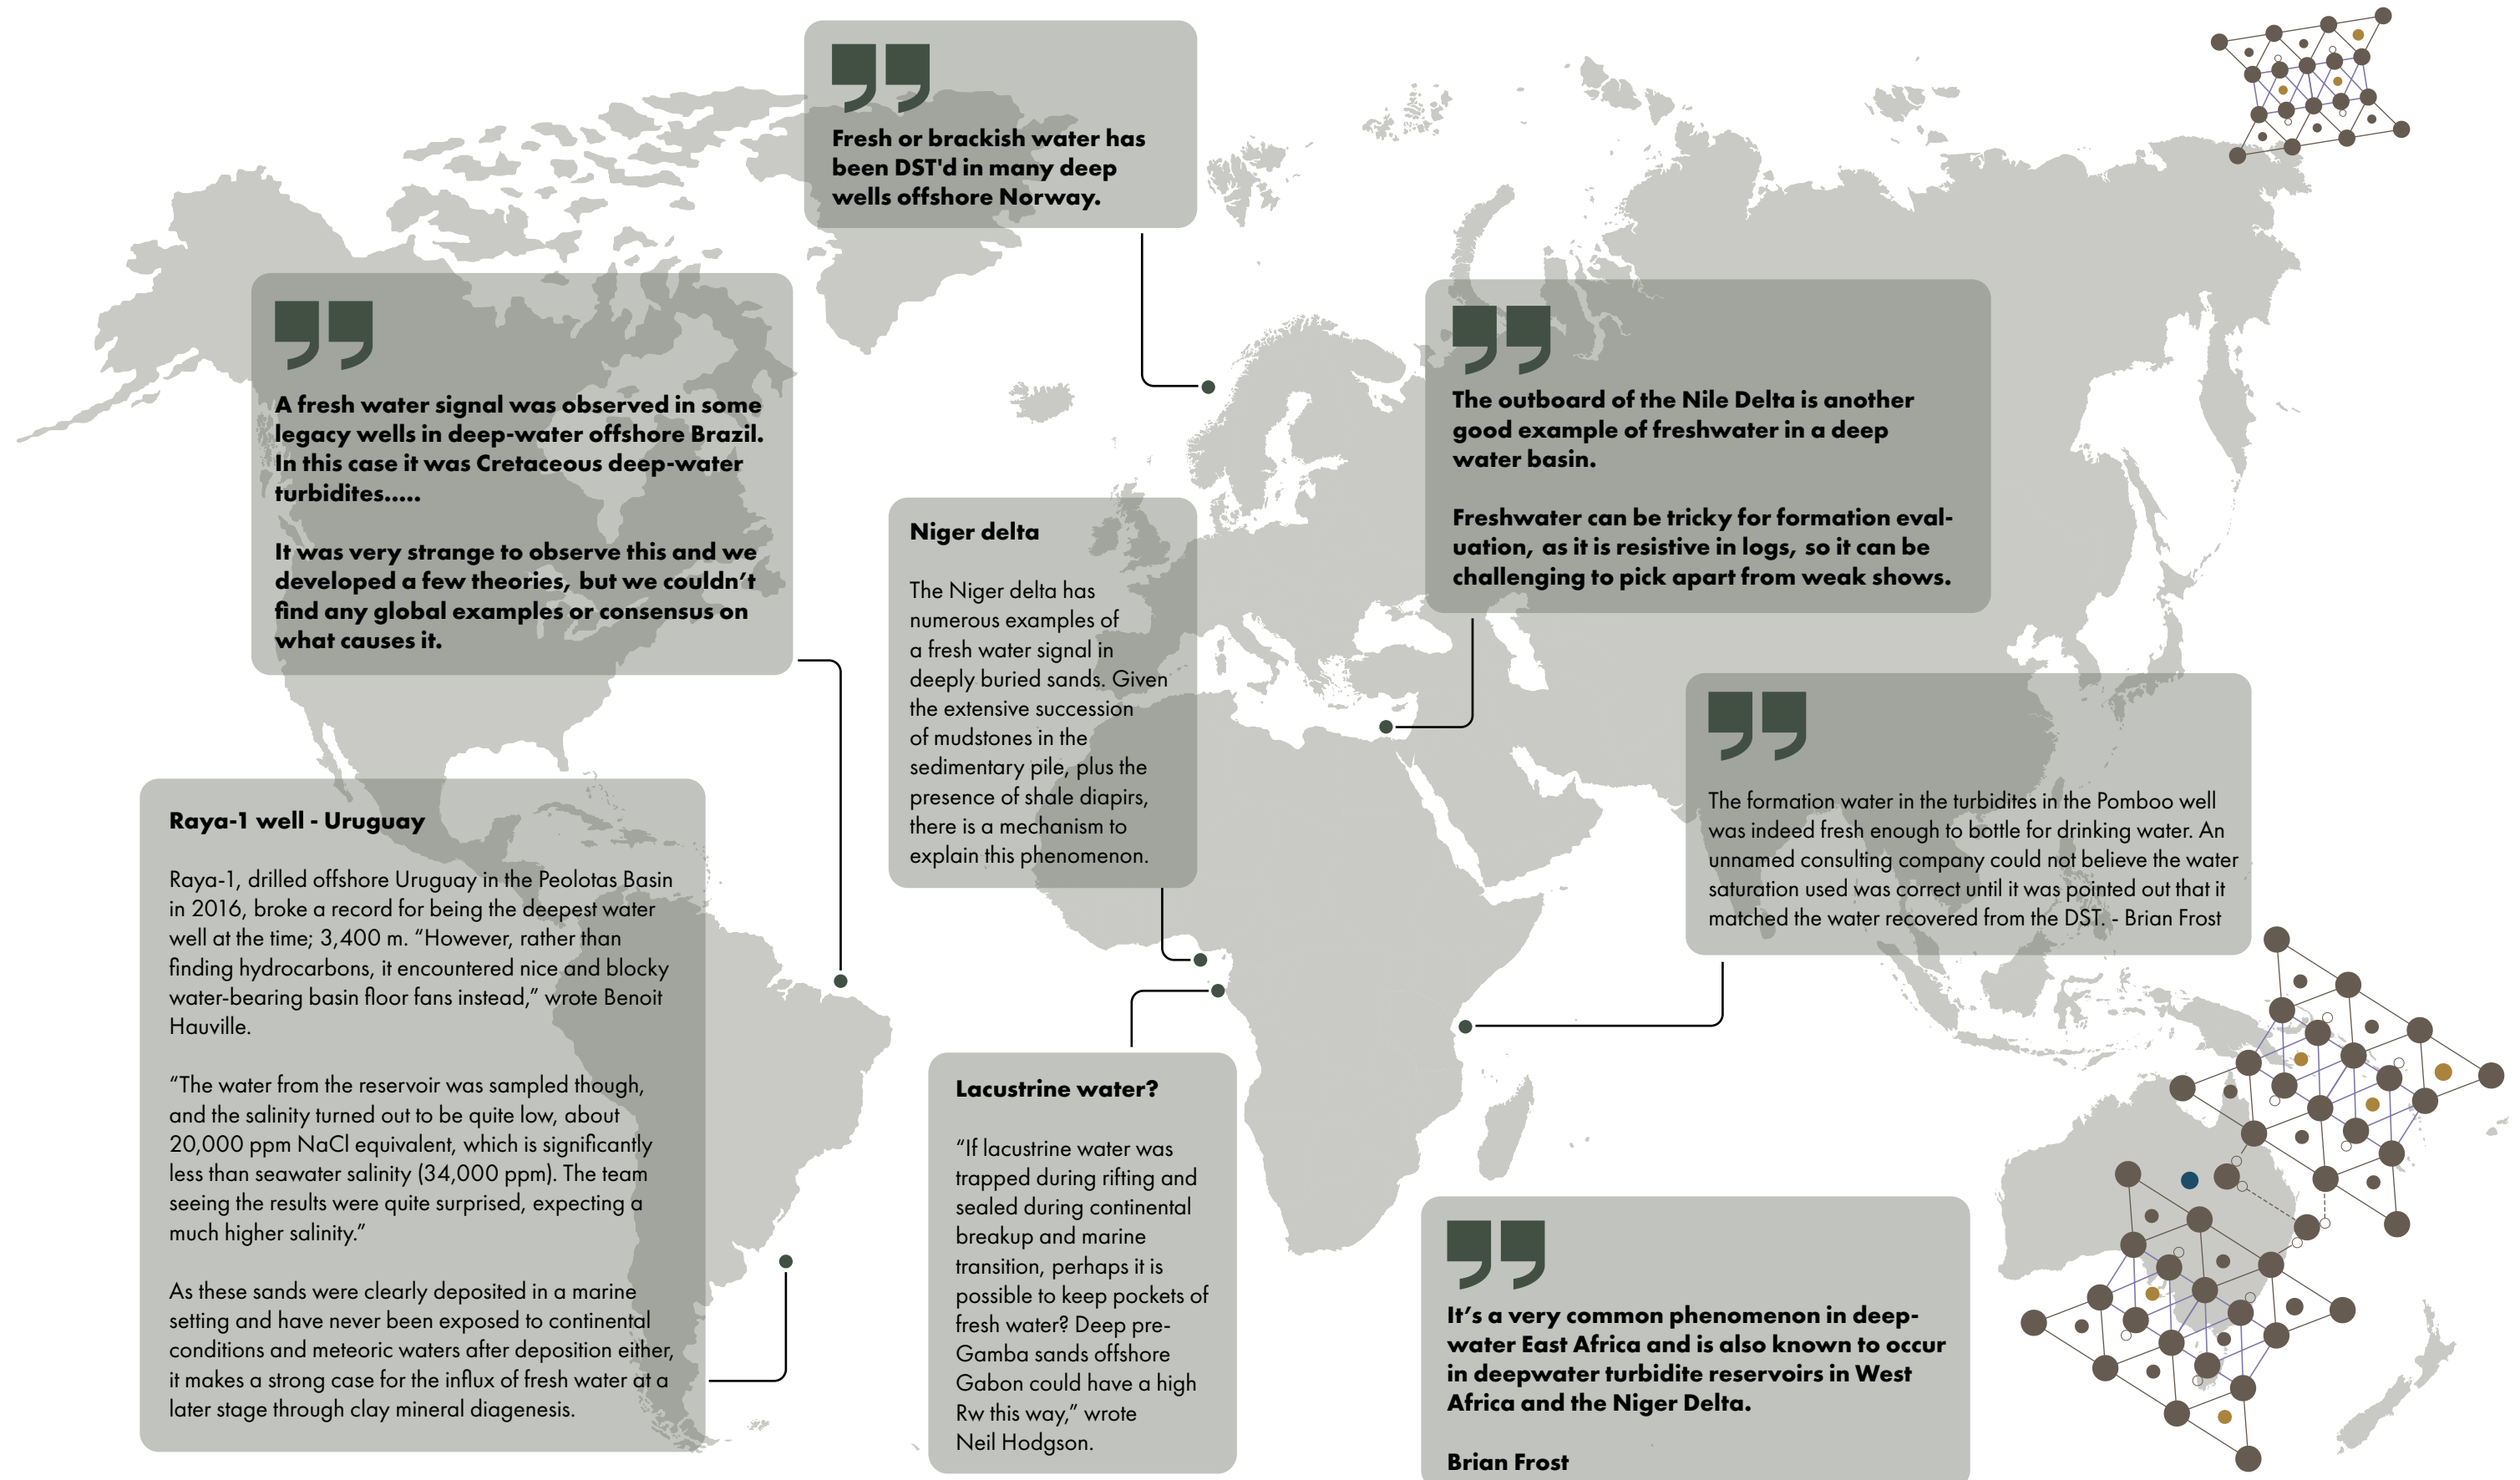 Fresh or brackish water has
been DST'd in many deep
wells offshore Norway.
A fresh water signal was observed in some
legacy wells in deep-water offshore Brazil.
In this case it was Cretaceous deep-water
turbidites.....
It was very strange to observe this and we
developed a few theories, but we couldn’t
find any global examples or consensus on
what causes it.
The outboard of the Nile Delta is another
good example of freshwater in a deep
water basin.
Freshwater can be tricky for formation eval-
uation, as it is resistive in logs, so it can be
challenging to pick apart from weak shows.
Niger delta
The Niger delta has
numerous examples of
a fresh water signal in
deeply buried sands. Given
the extensive succession
of mudstones in the
sedimentary pile, plus the
presence of shale diapirs,
there is a mechanism to
explain this phenomenon.
The formation water in the turbidites in the Pomboo well
was indeed fresh enough to bottle for drinking water. An
unnamed consulting company could not believe the water
saturation used was correct until it was pointed out that it
matched the water recovered from the DST. - Brian Frost
Raya-1 well - Uruguay
Raya-1, drilled offshore Uruguay in the Peolotas Basin
in 2016, broke a record for being the deepest water
well at the time; 3,400 m. “However, rather than
finding hydrocarbons, it encountered nice and blocky
water-bearing basin floor fans instead,” wrote Benoit
Hauville.
“The water from the reservoir was sampled though,
and the salinity turned out to be quite low, about
20,000 ppm NaCl equivalent, which is significantly
less than seawater salinity (34,000 ppm). The team
seeing the results were quite surprised, expecting a
much higher salinity.”
As these sands were clearly deposited in a marine
setting and have never been exposed to continental
conditions and meteoric waters after deposition either,
it makes a strong case for the influx of fresh water at a
later stage through clay mineral diagenesis.
Lacustrine water?
“If lacustrine water was
trapped during rifting and
sealed during continental
breakup and marine
transition, perhaps it is
possible to keep pockets of
fresh water? Deep pre-
Gamba sands offshore
Gabon could have a high
Rw this way,” wrote
Neil Hodgson.
It’s a very common phenomenon in deep-
water East Africa and is also known to occur
in deepwater turbidite reservoirs in West
Africa and the Niger Delta.
Brian Frost